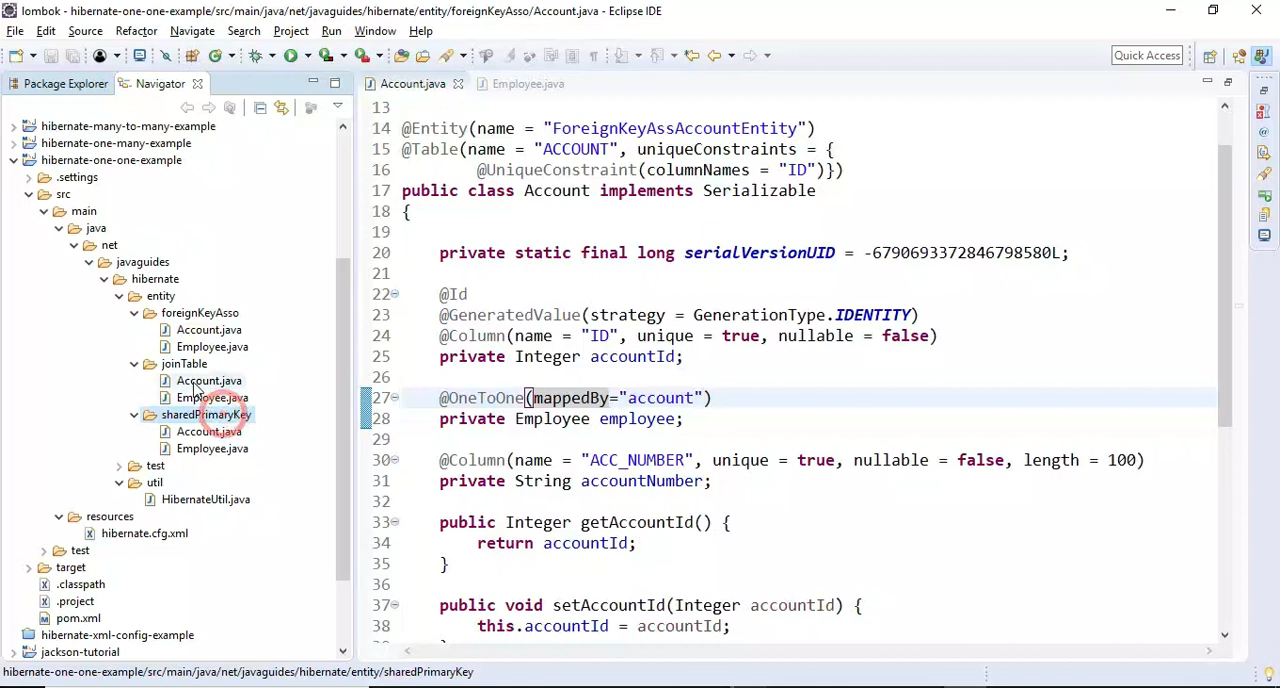 lombok - hibernate-one-one-example/src/main/java/net/javaguides/hibernate/entity/foreignKeyAsso/Account.java - Eclipse IDE
File Edit Source Refactor Navigate Search Project Run Window Help
Quick Access
Package Explorer Navigator
Account.java Employee.java
hibernate-many-to-many-example
hibernate-one-many-example
hibernate-one-one-example
.settings
src
main
java
net
javaguides
hibernate
entity
foreignKeyAsso
Account.java
Employee.java
joinTable
Account.java
Employee.java
sharedPrimaryKey
Account.java
Employee.java
test
util
HibernateUtil.java
resources
hibernate.cfg.xml
test
target
.classpath
.project
pom.xml
hibernate-xml-config-example
jackson-tutorial
13
14 @Entity(name = "ForeignKeyAssAccountEntity")
15 @Table(name = "ACCOUNT", uniqueConstraints = {
16 @UniqueConstraint(columnNames = "ID")})
17 public class Account implements Serializable
18 {
19
20 private static final long serialVersionUID = -6790693372846798580L;
21
22 @Id
23 @GeneratedValue(strategy = GenerationType.IDENTITY)
24 @Column(name = "ID", unique = true, nullable = false)
25 private Integer accountId;
26
27 @OneToOne(mappedBy="account")
28 private Employee employee;
29
30 @Column(name = "ACC_NUMBER", unique = true, nullable = false, length = 100)
31 private String accountNumber;
32
33 public Integer getAccountId() {
34 return accountId;
35 }
36
37 public void setAccountId(Integer accountId) {
38 this.accountId = accountId;
hibernate-one-one-example/src/main/java/net/javaguides/hibernate/entity/sharedPrimaryKey